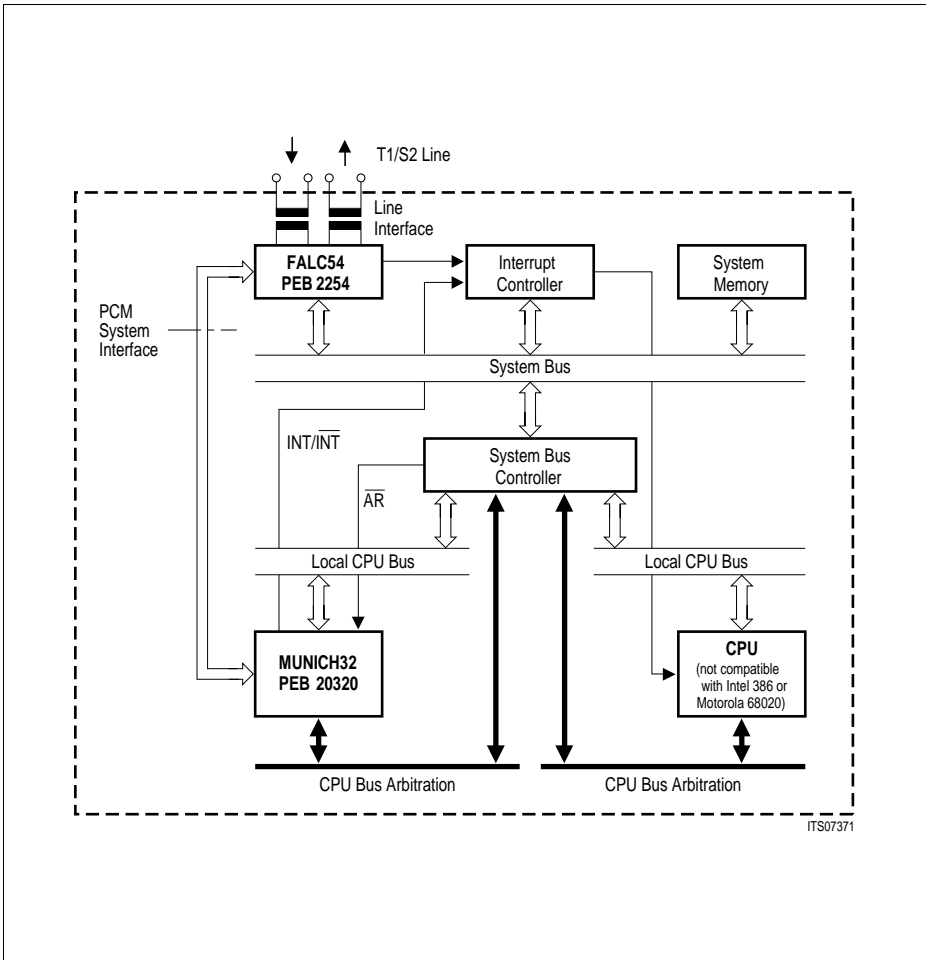 T1/S2 Line
Line
Interface
FALC54
PEB 2254
Interrupt
Controller
System
Memory
PCM
System
Interface
System Bus
INT/I̅N̅T̅
System Bus
Controller
A̅R̅
Local CPU Bus
Local CPU Bus
MUNICH32
PEB 20320
CPU
(not compatible
with Intel 386 or
Motorola 68020)
CPU Bus Arbitration
CPU Bus Arbitration
ITS07371